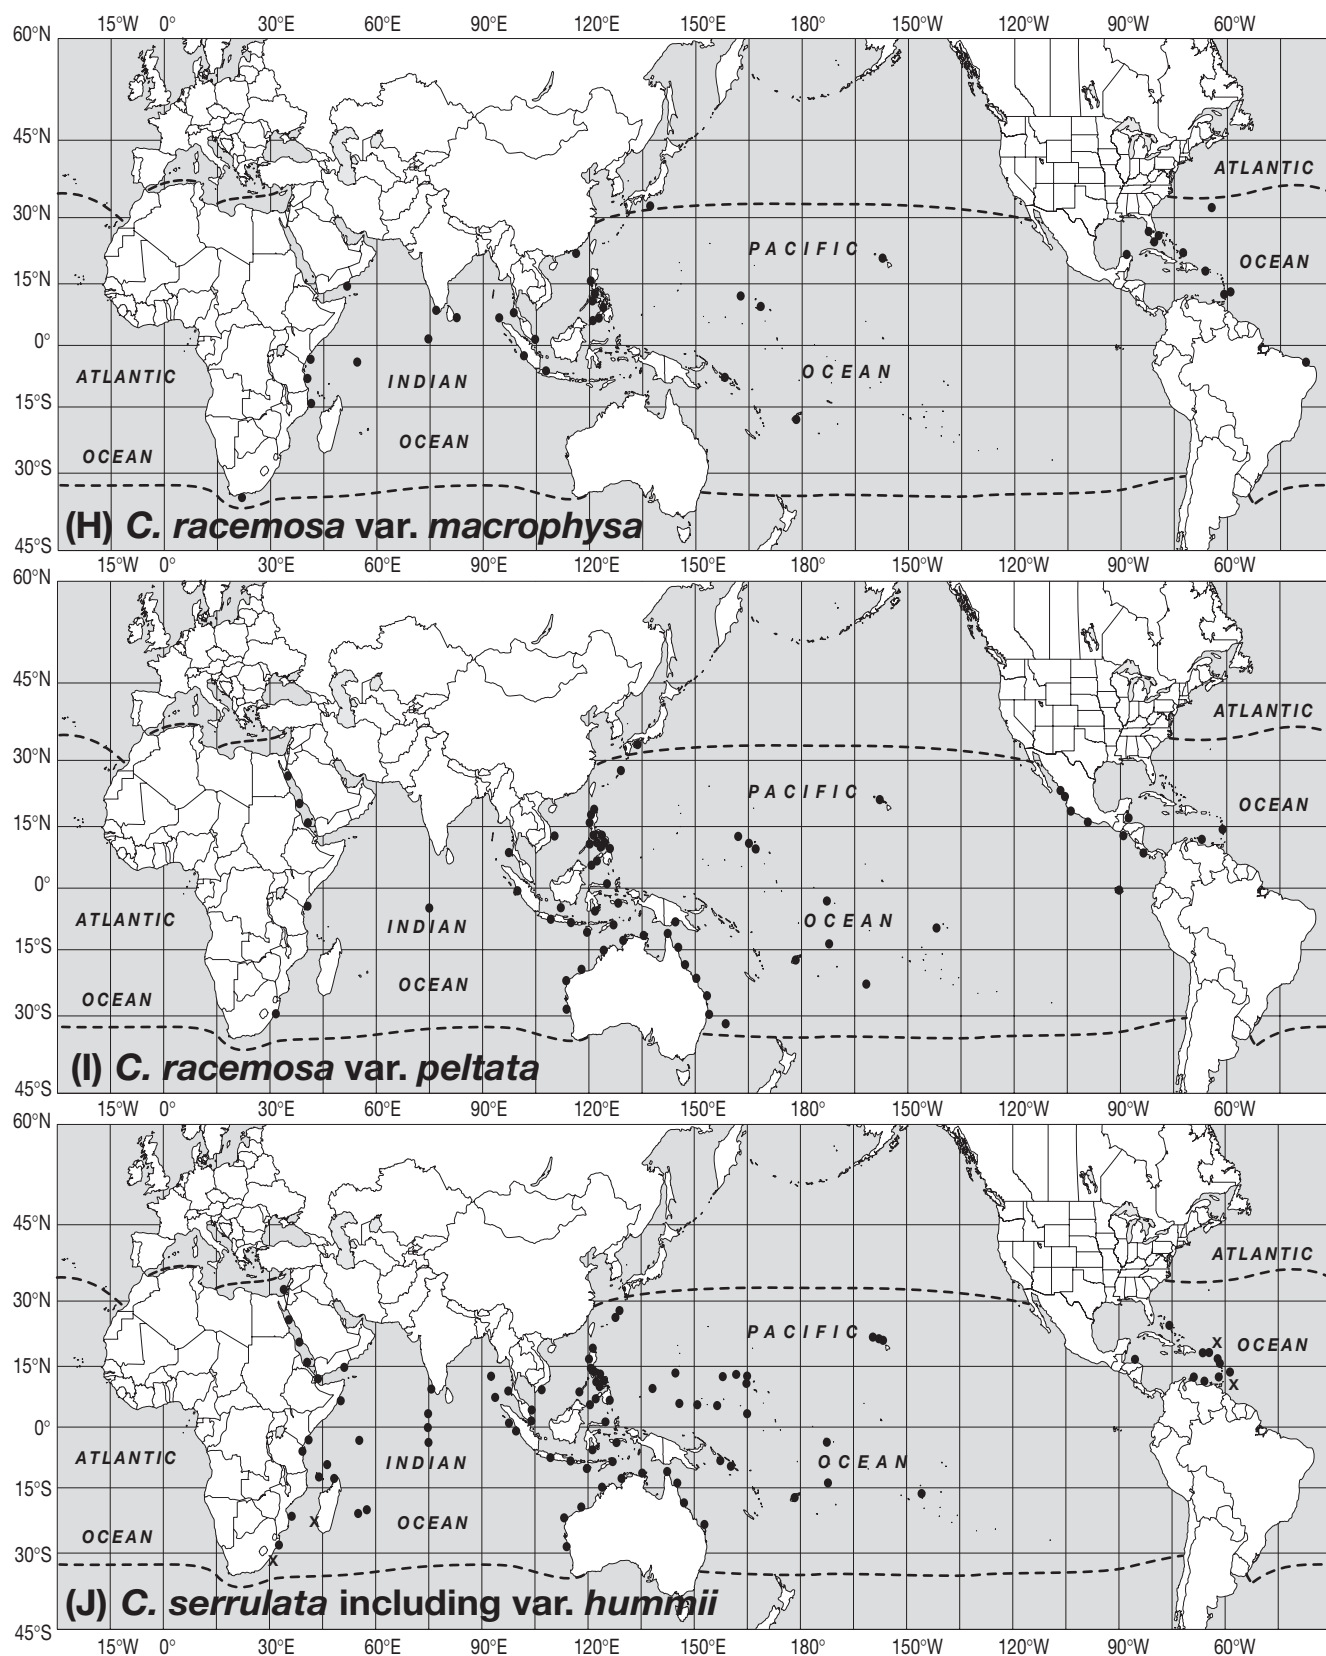 15°W 0° 30°E 60°E 90°E 120°E 150°E 180° 150°W 120°W 90°W 60°W
60°N
45°N
ATLANTIC
30°N
PACIFIC
OCEAN
15°N
0°
ATLANTIC INDIAN OCEAN
15°S
OCEAN
OCEAN
30°S
(H) C. racemosa var. macrophysa
45°S
15°W 0° 30°E 60°E 90°E 120°E 150°E 180° 150°W 120°W 90°W 60°W
60°N
45°N
ATLANTIC
30°N
PACIFIC OCEAN
15°N
0°
ATLANTIC INDIAN OCEAN
15°S
OCEAN
OCEAN
30°S
(I) C. racemosa var. peltata
45°S
15°W 0° 30°E 60°E 90°E 120°E 150°E 180° 150°W 120°W 90°W 60°W
60°N
45°N
ATLANTIC
30°N
PACIFIC X OCEAN
15°N
X
0°
ATLANTIC INDIAN OCEAN
15°S
OCEAN X OCEAN
30°S
X
(J) C. serrulata including var. hummii
45°S
15°W 0° 30°E 60°E 90°E 120°E 150°E 180° 150°W 120°W 90°W 60°W